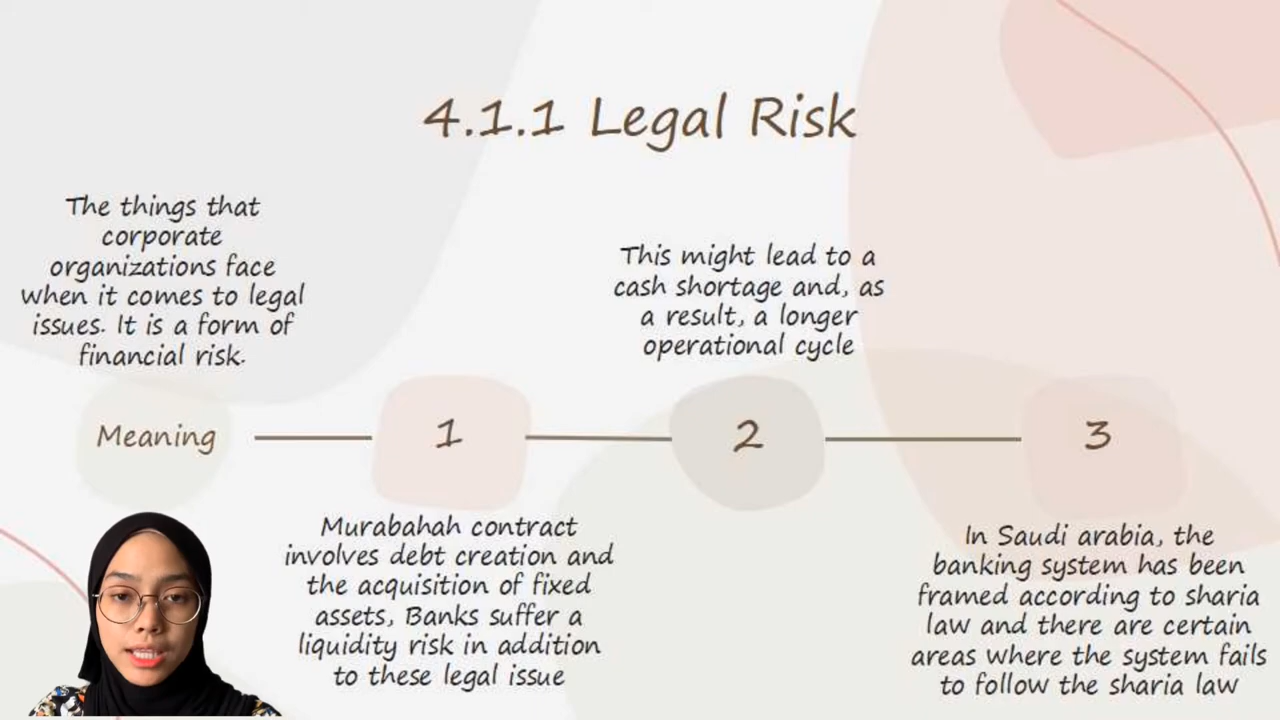 4.1.1 Legal Risk
The things that
corporate
organizations face
when it comes to legal
issues. It is a form of
financial risk.
Meaning
1
Murabahah contract
involves debt creation and
the acquisition of fixed
assets, Banks suffer a
liquidity risk in addition
to these legal issue
This might lead to a
cash shortage and, as
a result, a longer
operational cycle
2
3
In Saudi arabia, the
banking system has been
framed according to sharia
law and there are certain
areas where the system fails
to follow the sharia law